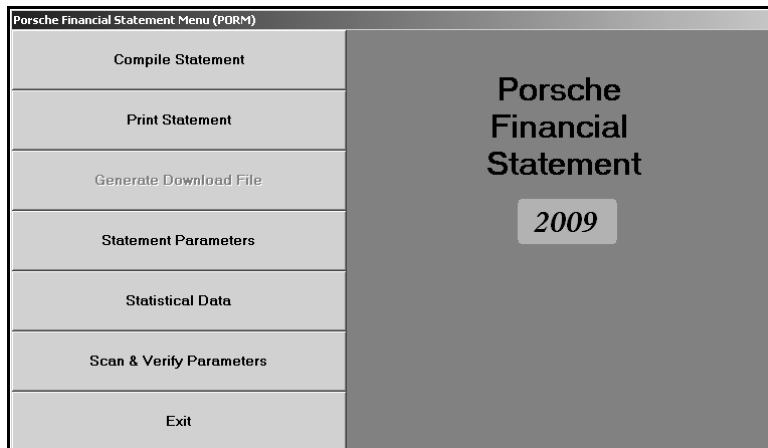 Porsche Financial Statement Menu (PORM)
Compile Statement
Print Statement
Generate Download File
Statement Parameters
Statistical Data
Scan & Verify Parameters
Exit
Porsche
Financial
Statement
2009